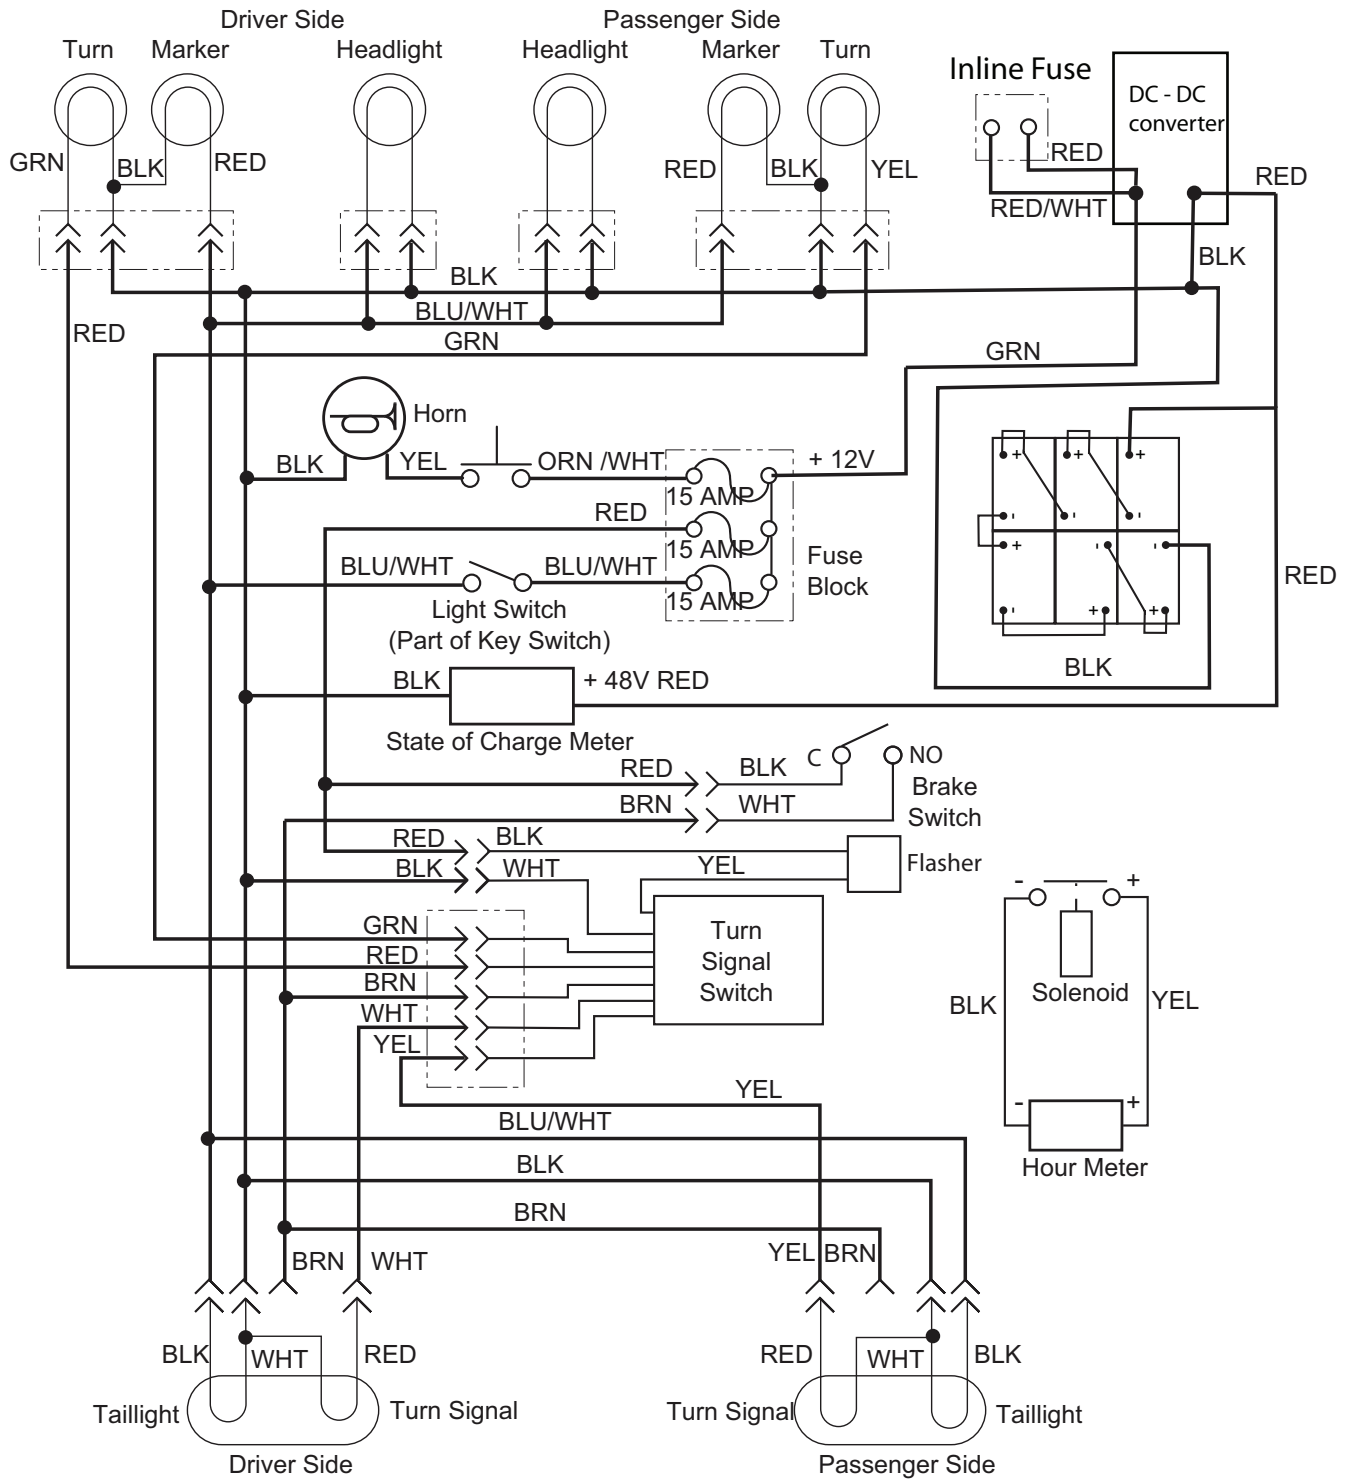 Driver Side
Passenger Side
Turn
Marker
Headlight
Headlight
Marker
Turn
Inline Fuse
DC - DC
converter
GRN
BLK
RED
RED
BLK
YEL
RED
RED/WHT
RED
BLK
BLK
BLU/WHT
RED
GRN
GRN
Horn
BLK
YEL
ORN /WHT
+ 12V
15 AMP
RED
15 AMP
Fuse
Block
BLU/WHT
BLU/WHT
15 AMP
Light Switch
(Part of Key Switch)
+
+
+
-
-
-
+
-
-
-
+
+
RED
BLK
BLK
+ 48V RED
State of Charge Meter
C
NO
RED
BLK
Brake
Switch
BRN
WHT
RED
BLK
Flasher
BLK
WHT
YEL
GRN
RED
BRN
WHT
YEL
Turn
Signal
Switch
-
+
Solenoid
BLK
YEL
-
+
Hour Meter
YEL
BLU/WHT
BLK
BRN
BRN
WHT
YEL
BRN
BLK
WHT
RED
RED
WHT
BLK
Taillight
Turn Signal
Turn Signal
Taillight
Driver Side
Passenger Side